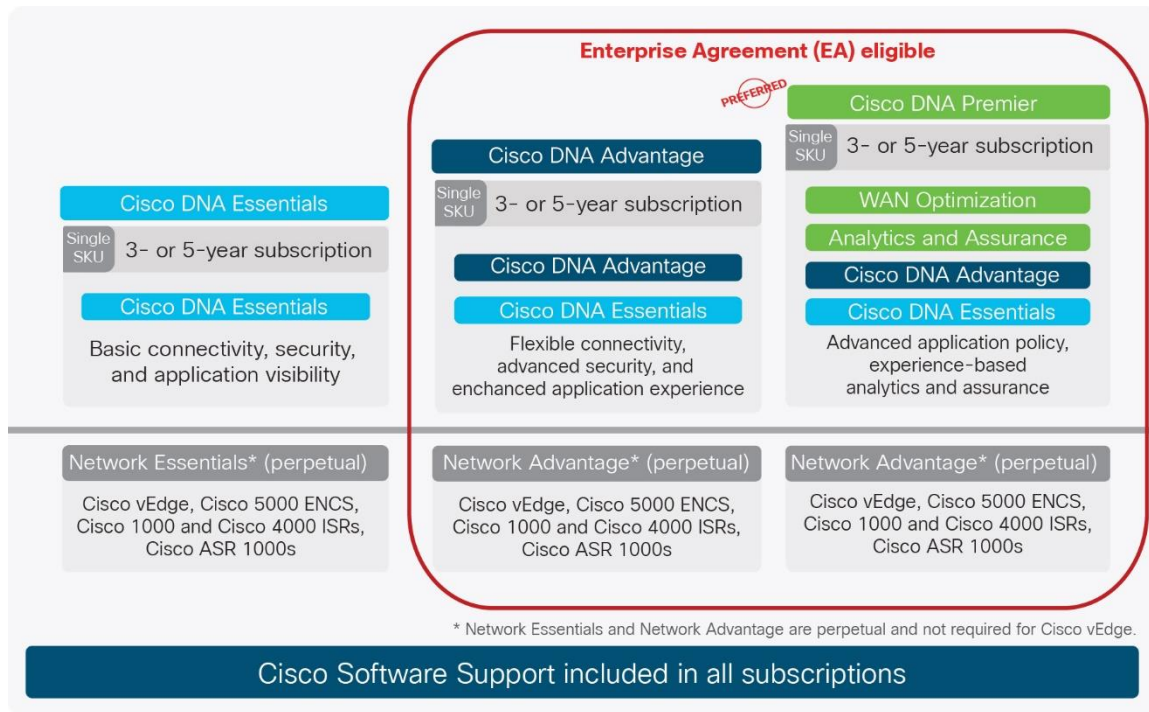 Enterprise Agreement (EA) eligible
Cisco DNA Essentials
Single
SKU
3- or 5-year subscription
Cisco DNA Essentials
Basic connectivity, security,
and application visibility
Network Essentials* (perpetual)
Cisco vEdge, Cisco 5000 ENCS,
Cisco 1000 and Cisco 4000 ISRs,
Cisco ASR 1000s
Cisco DNA Advantage
Single
SKU
3- or 5-year subscription
Cisco DNA Advantage
Cisco DNA Essentials
Flexible connectivity,
advanced security, and
enchanced application experience
Network Advantage* (perpetual)
Cisco vEdge, Cisco 5000 ENCS,
Cisco 1000 and Cisco 4000 ISRs,
Cisco ASR 1000s
PREFERRED
Cisco DNA Premier
Single
SKU
3- or 5-year subscription
WAN Optimization
Analytics and Assurance
Cisco DNA Advantage
Cisco DNA Essentials
Advanced application policy,
experience-based
analytics and assurance
Network Advantage* (perpetual)
Cisco vEdge, Cisco 5000 ENCS,
Cisco 1000 and Cisco 4000 ISRs,
Cisco ASR 1000s
* Network Essentials and Network Advantage are perpetual and not required for Cisco vEdge.
Cisco Software Support included in all subscriptions